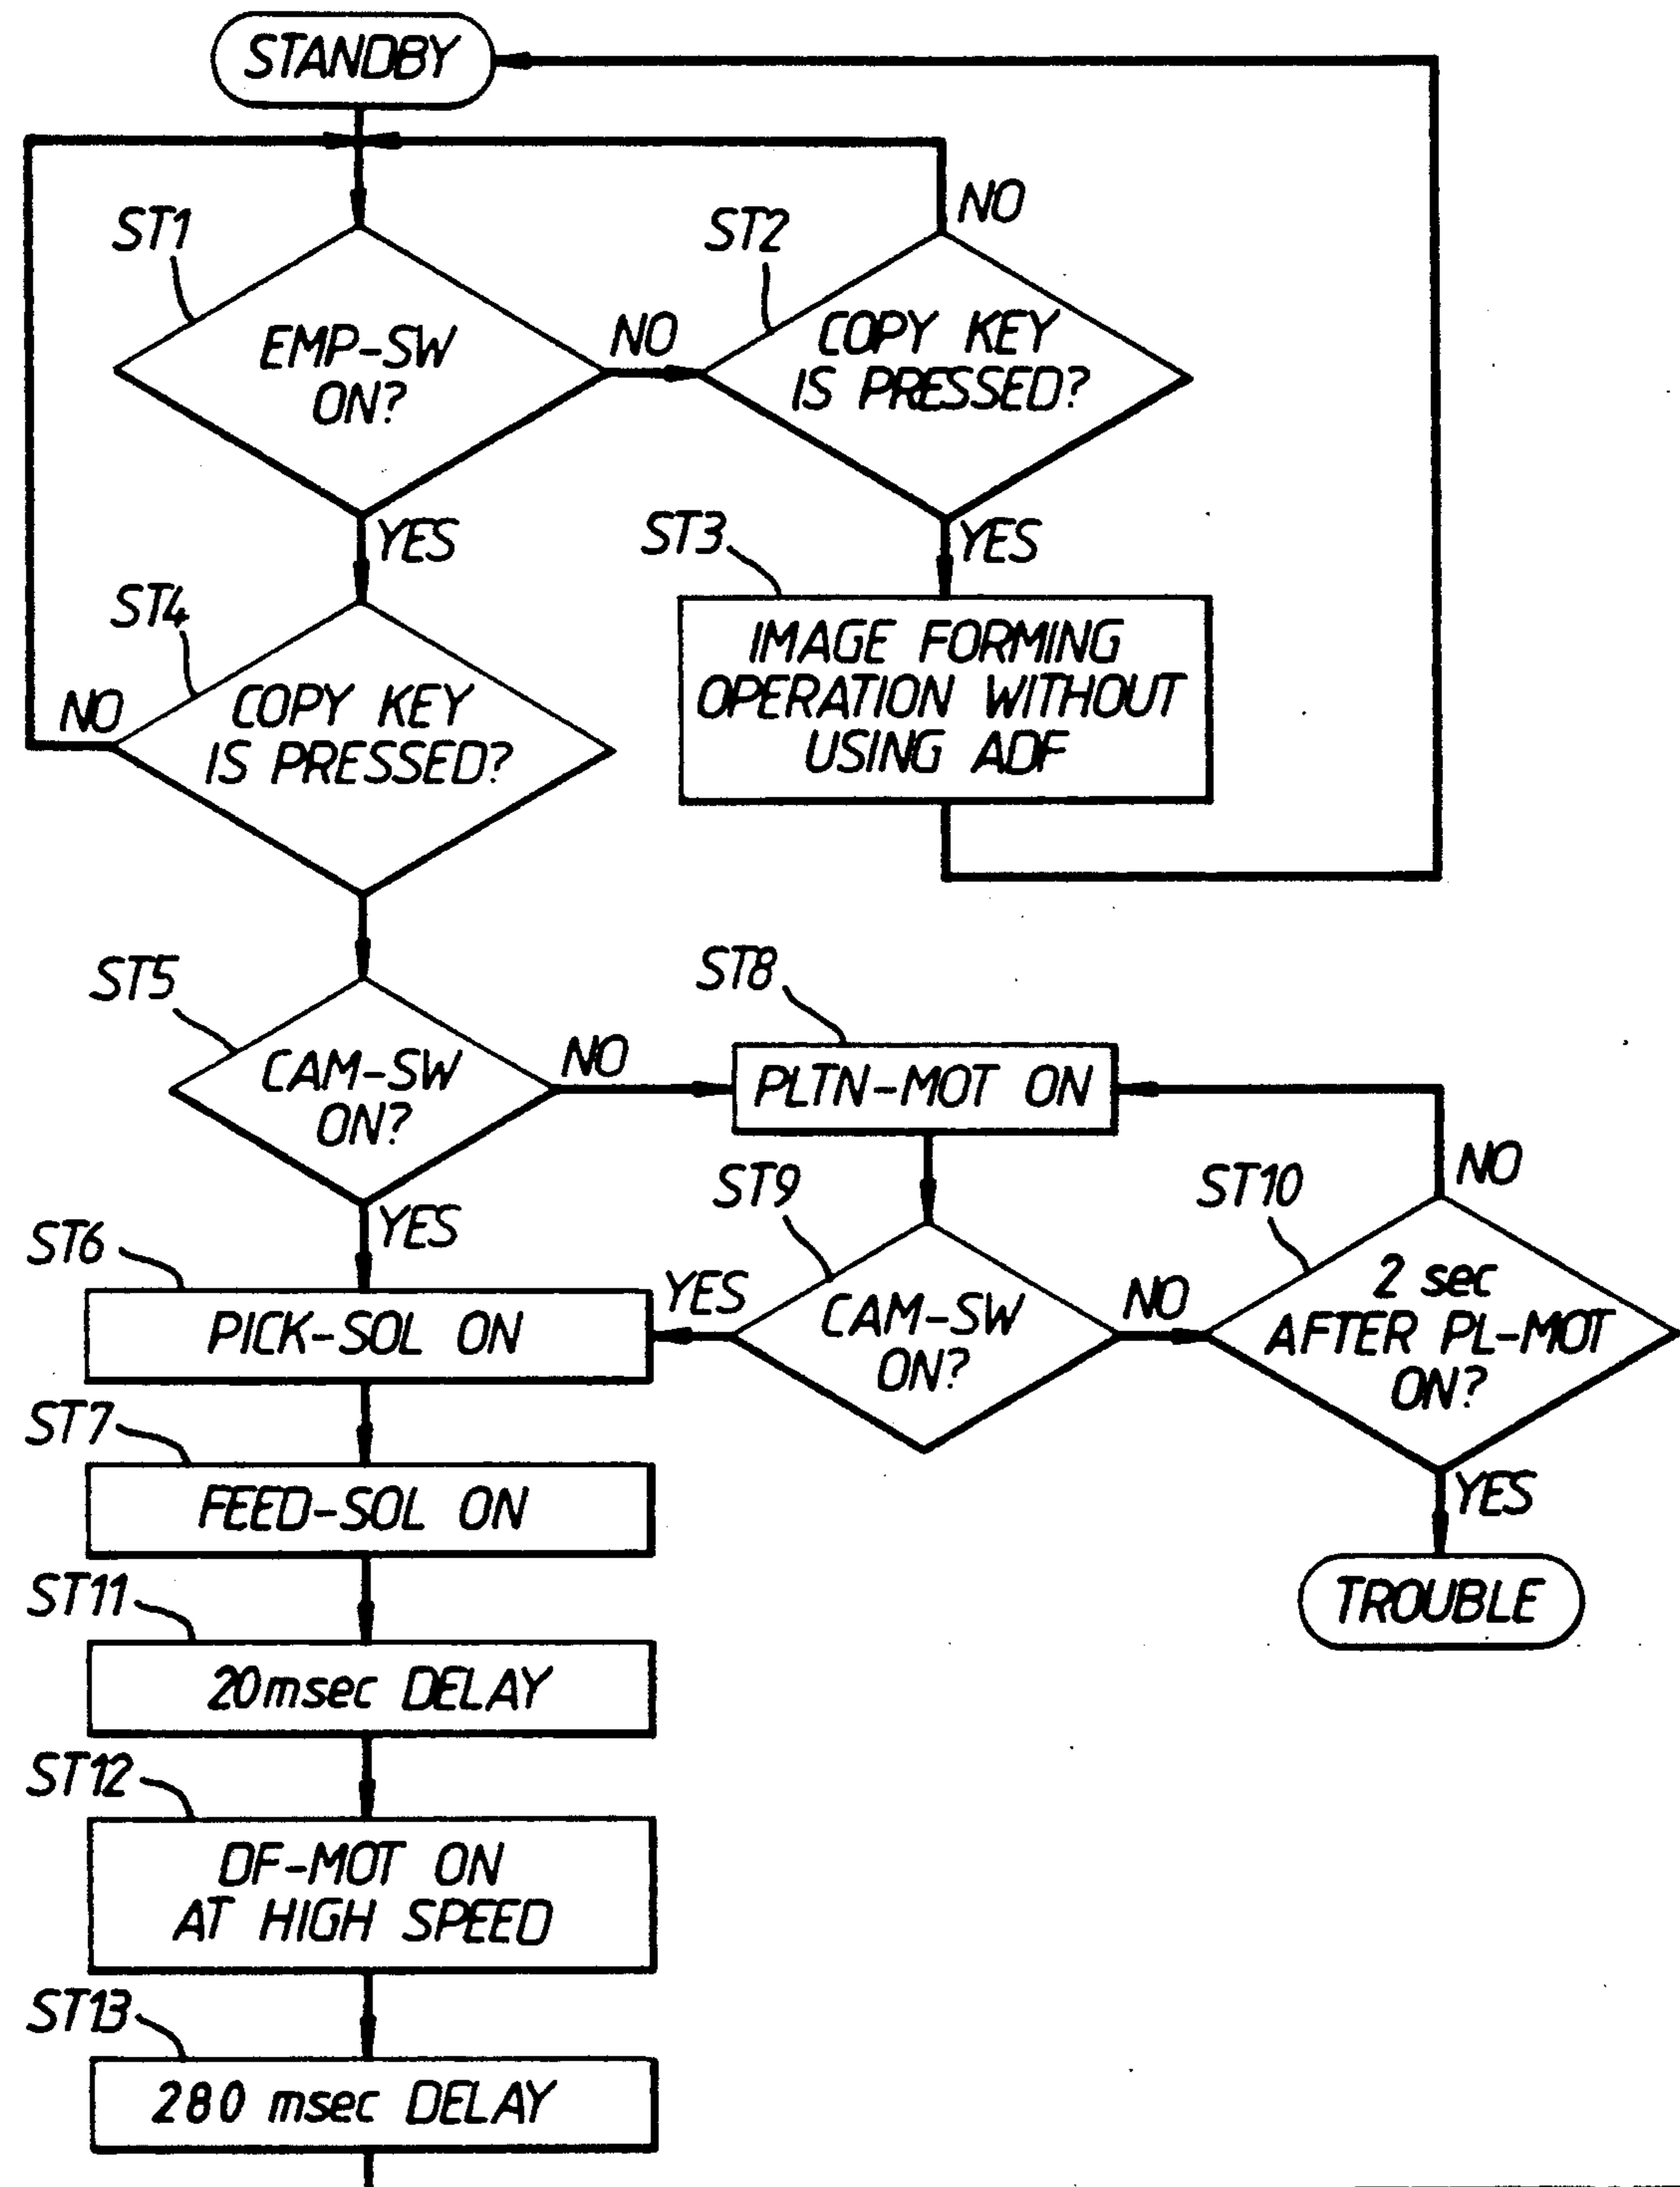 STANDBY
ST1
EMP-SW
ON?
NO
YES
ST2
COPY KEY
IS PRESSED?
NO
YES
ST3
IMAGE FORMING
OPERATION WITHOUT
USING ADF
ST4
COPY KEY
IS PRESSED?
NO
ST5
CAM-SW
ON?
NO
YES
ST8
PLTN-MOT ON
ST9
CAM-SW
ON?
YES
NO
ST10
2 sec
AFTER PL-MOT
ON?
NO
YES
TROUBLE
ST6
PICK-SOL ON
ST7
FEED-SOL ON
ST11
20msec DELAY
ST12
DF-MOT ON
AT HIGH SPEED
ST13
280 msec DELAY